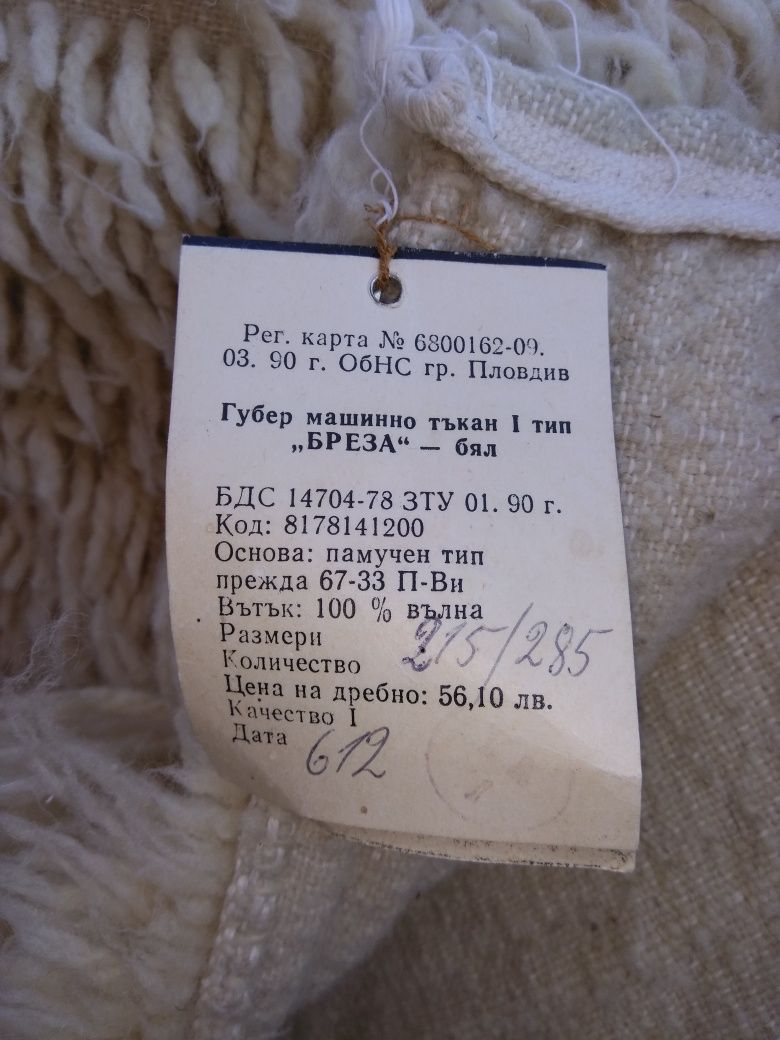 Рег. карта № 6800162-09.
03. 90 г. ОбНС гр. Пловдив
Губер машинно тъкан I тип
„БРЕЗА“ — бял
БДС 14704-78 ЗТУ 01. 90 г.
Код: 8178141200
Основа: памучен тип
прежда 67-33 П-Ви
Вътък: 100 % вълна
Размери 215/285
Количество
Цена на дребно: 56,10 лв.
Качество I
Дата 612